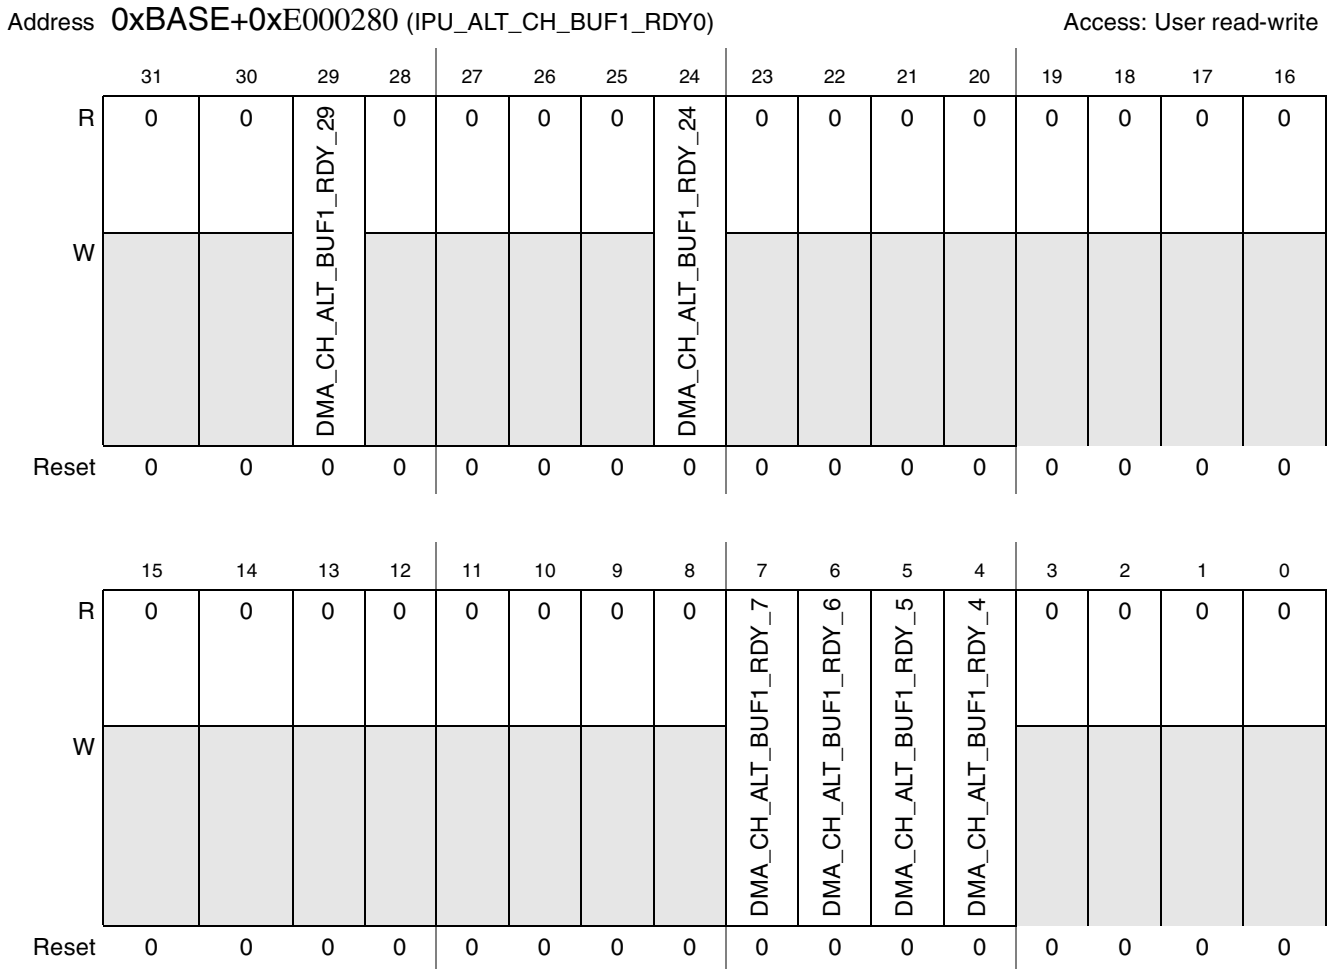 Address 0xBASE+0xE000280 (IPU_ALT_CH_BUF1_RDY0) Access: User read-write
31 30 29 28 27 26 25 24 23 22 21 20 19 18 17 16
R 0 0 DMA_CH_ALT_BUF1_RDY_29 0 0 0 0 DMA_CH_ALT_BUF1_RDY_24 0 0 0 0 0 0 0 0
W
Reset 0 0 0 0 0 0 0 0 0 0 0 0 0 0 0 0
15 14 13 12 11 10 9 8 7 6 5 4 3 2 1 0
R 0 0 0 0 0 0 0 0 DMA_CH_ALT_BUF1_RDY_7 DMA_CH_ALT_BUF1_RDY_6 DMA_CH_ALT_BUF1_RDY_5 DMA_CH_ALT_BUF1_RDY_4 0 0 0 0
W
Reset 0 0 0 0 0 0 0 0 0 0 0 0 0 0 0 0